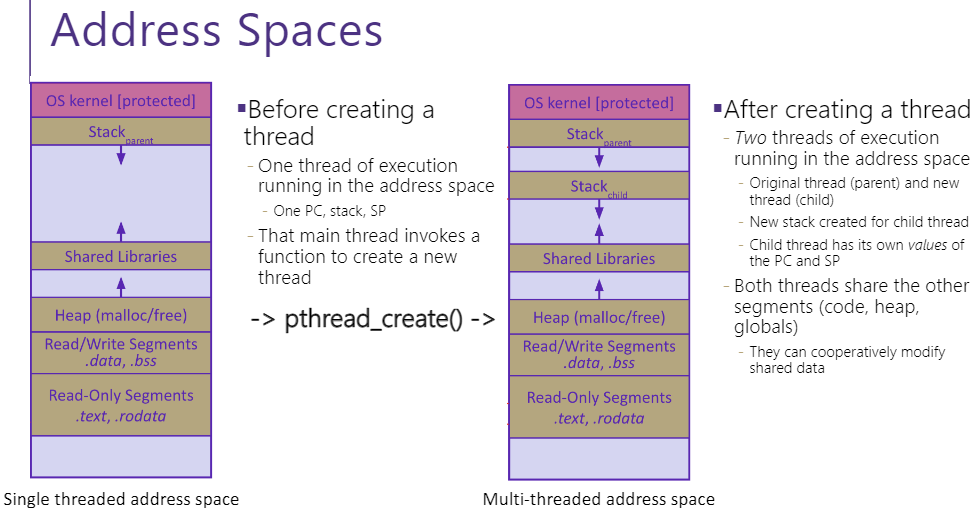 Address Spaces
OS kernel [protected]
Stack parent
Shared Libraries
Heap (malloc/free)
Read/Write Segments
.data, .bss
Read-Only Segments
.text, .rodata
Single threaded address space
▪Before creating a
thread
- One thread of execution
running in the address space
- One PC, stack, SP
- That main thread invokes a
function to create a new
thread
-> pthread_create() ->
OS kernel [protected]
Stack parent
Stack child
Shared Libraries
Heap (malloc/free)
Read/Write Segments
.data, .bss
Read-Only Segments
.text, .rodata
Multi-threaded address space
▪After creating a thread
- Two threads of execution
running in the address space
- Original thread (parent) and new
thread (child)
- New stack created for child thread
- Child thread has its own values of
the PC and SP
- Both threads share the other
segments (code, heap,
globals)
- They can cooperatively modify
shared data